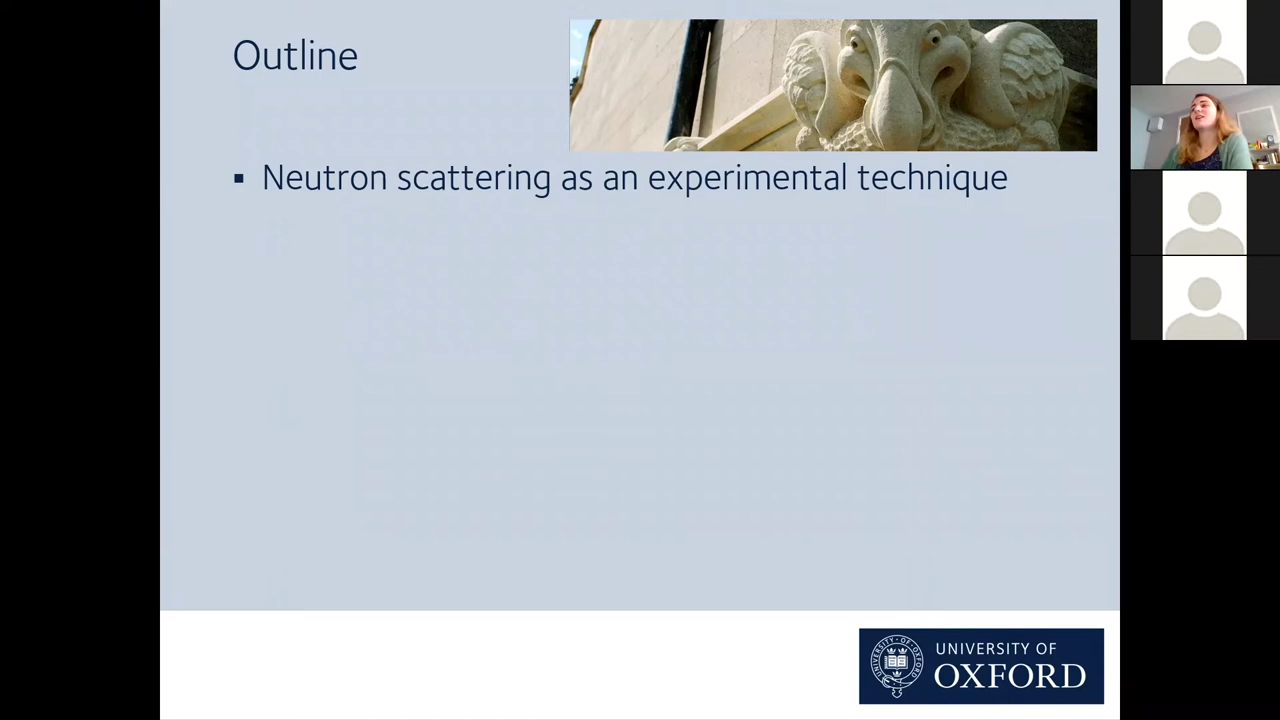 Outline
▪ Neutron scattering as an experimental technique
UNIVERSITY OF
OXFORD